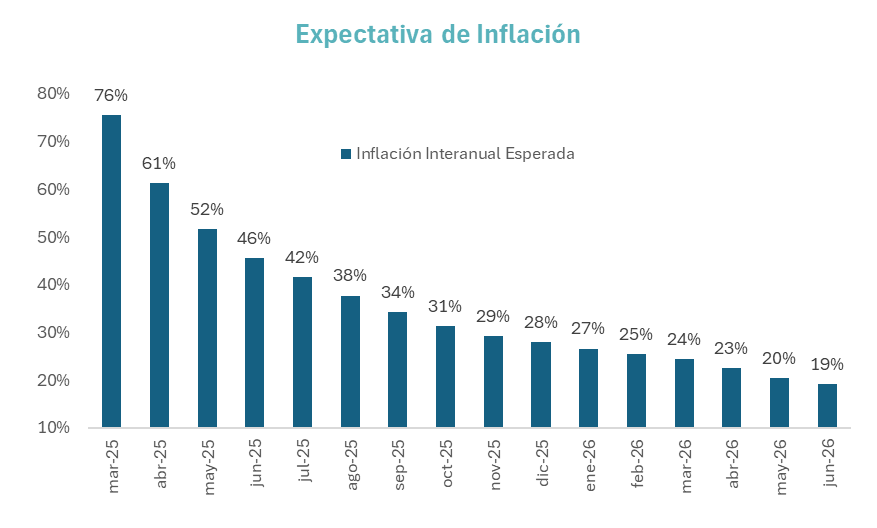 Expectativa de Inflación
80%
70%
60%
50%
40%
30%
20%
10%
Inflación Interanual Esperada
76%
61%
52%
46%
42%
38%
34%
31%
29%
28%
27%
25%
24%
23%
20%
19%
mar-25
abr-25
may-25
jun-25
jul-25
ago-25
sep-25
oct-25
nov-25
dic-25
ene-26
feb-26
mar-26
abr-26
may-26
jun-26